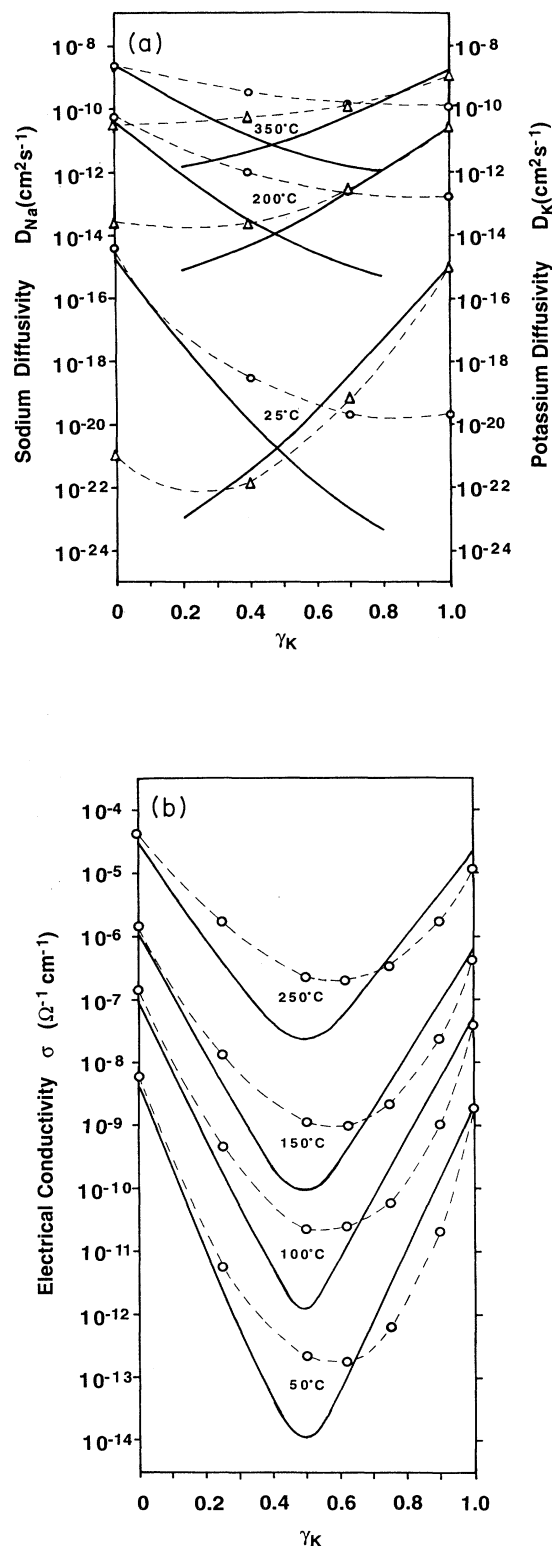 (a)
Sodium Diffusivity D_Na (cm²s⁻¹)
10⁻⁸
10⁻¹⁰
10⁻¹²
10⁻¹⁴
10⁻¹⁶
10⁻¹⁸
10⁻²⁰
10⁻²²
10⁻²⁴
350°C
200°C
25°C
10⁻⁸
10⁻¹⁰
10⁻¹²
10⁻¹⁴
10⁻¹⁶
10⁻¹⁸
10⁻²⁰
10⁻²²
10⁻²⁴
Potassium Diffusivity D_K (cm²s⁻¹)
0 0.2 0.4 0.6 0.8 1.0
γ_K
(b)
Electrical Conductivity σ (Ω⁻¹ cm⁻¹)
10⁻⁴
10⁻⁵
10⁻⁶
10⁻⁷
10⁻⁸
10⁻⁹
10⁻¹⁰
10⁻¹¹
10⁻¹²
10⁻¹³
10⁻¹⁴
250°C
150°C
100°C
50°C
0 0.2 0.4 0.6 0.8 1.0
γ_K